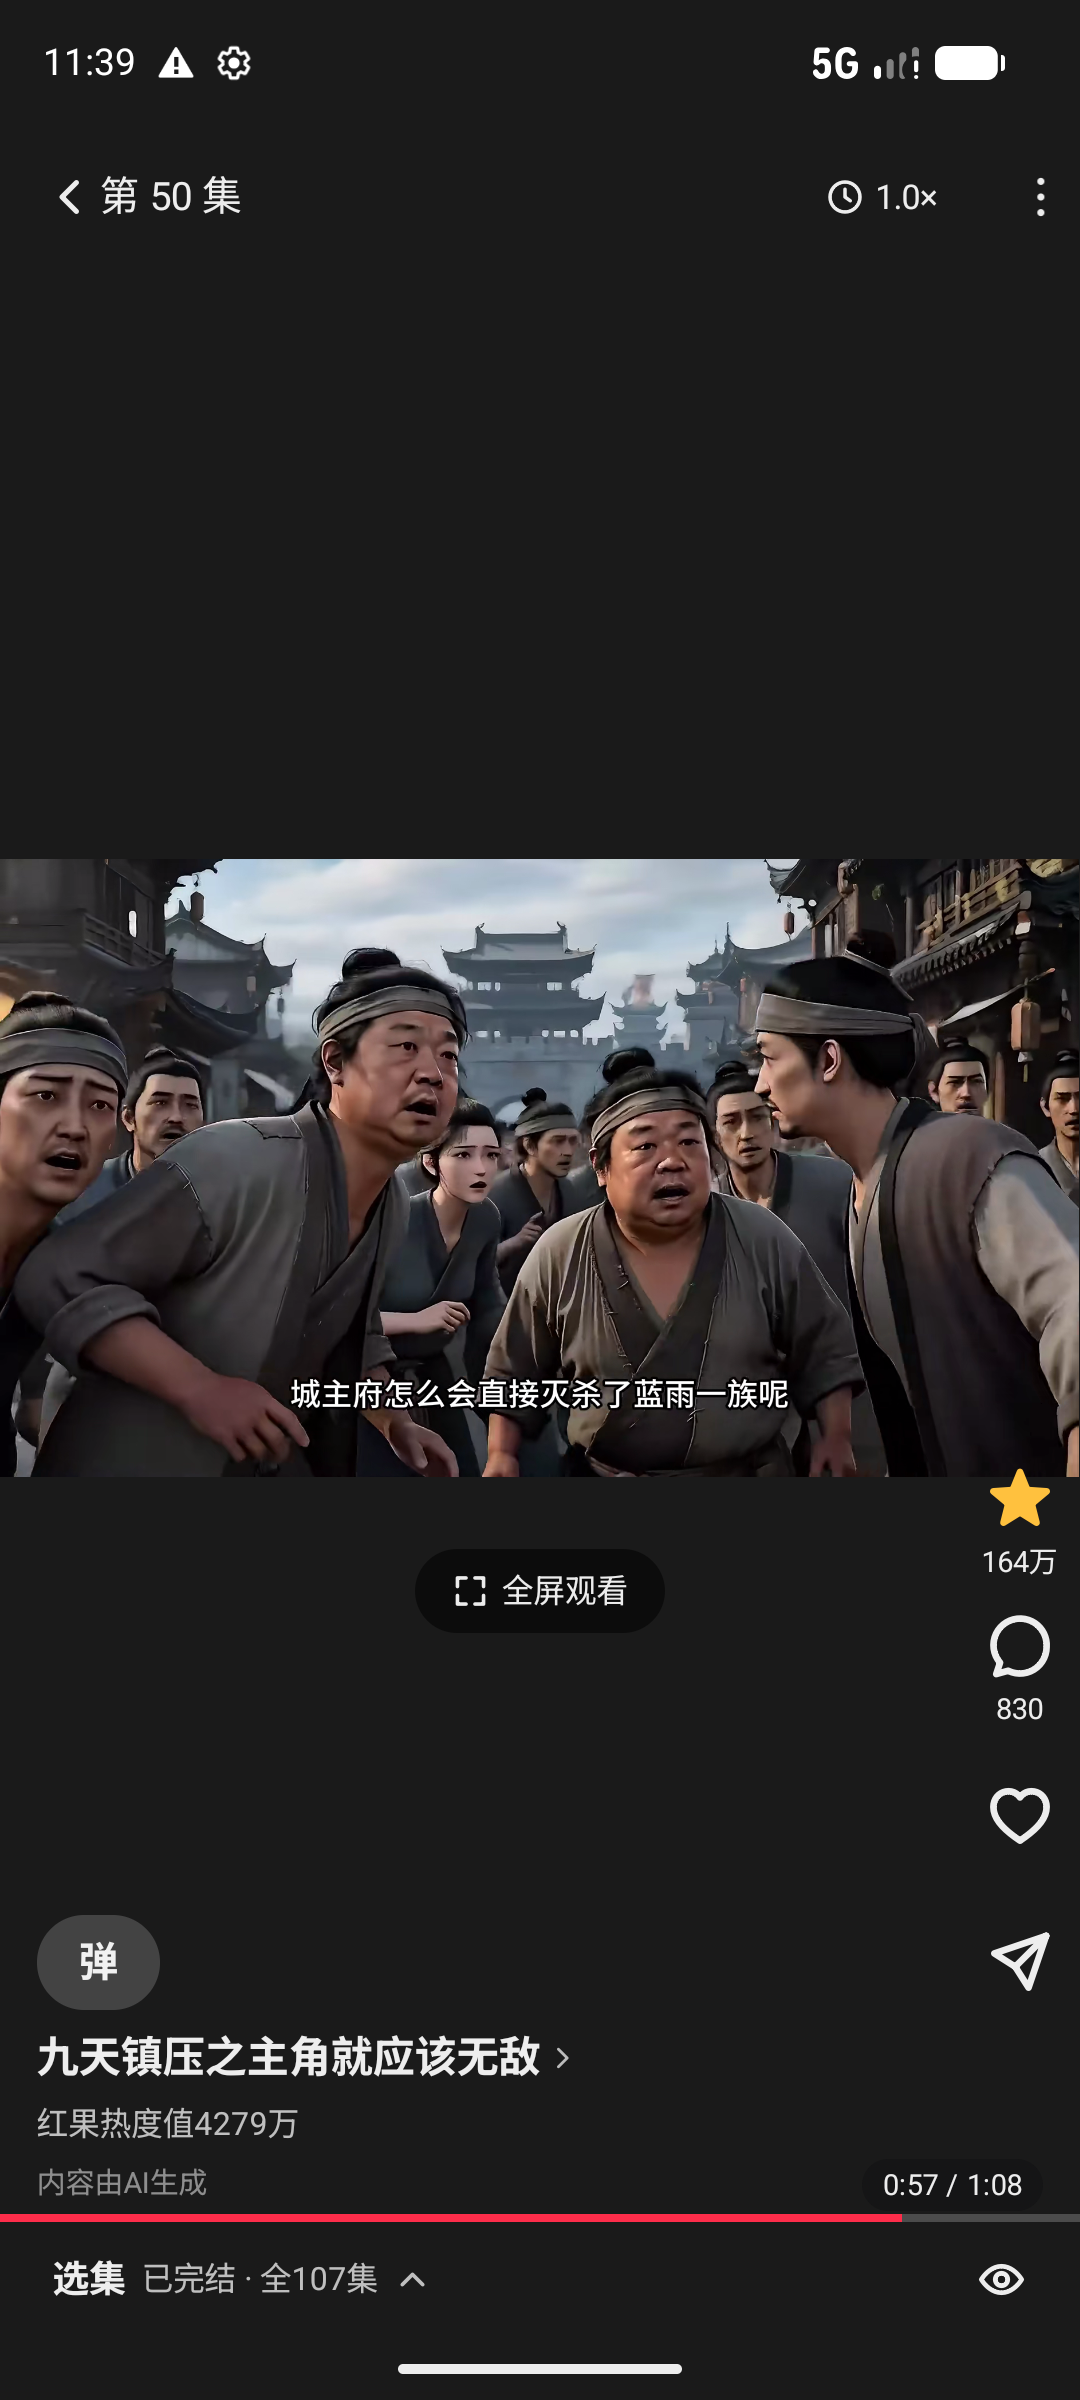 11:39
5G
第 50 集
1.0×
城主府怎么会直接灭杀了蓝雨一族呢
164万
全屏观看
830
弹
九天镇压之主角就应该无敌
红果热度值4279万
内容由AI生成
0:57 / 1:08
选集 已完结 · 全107集